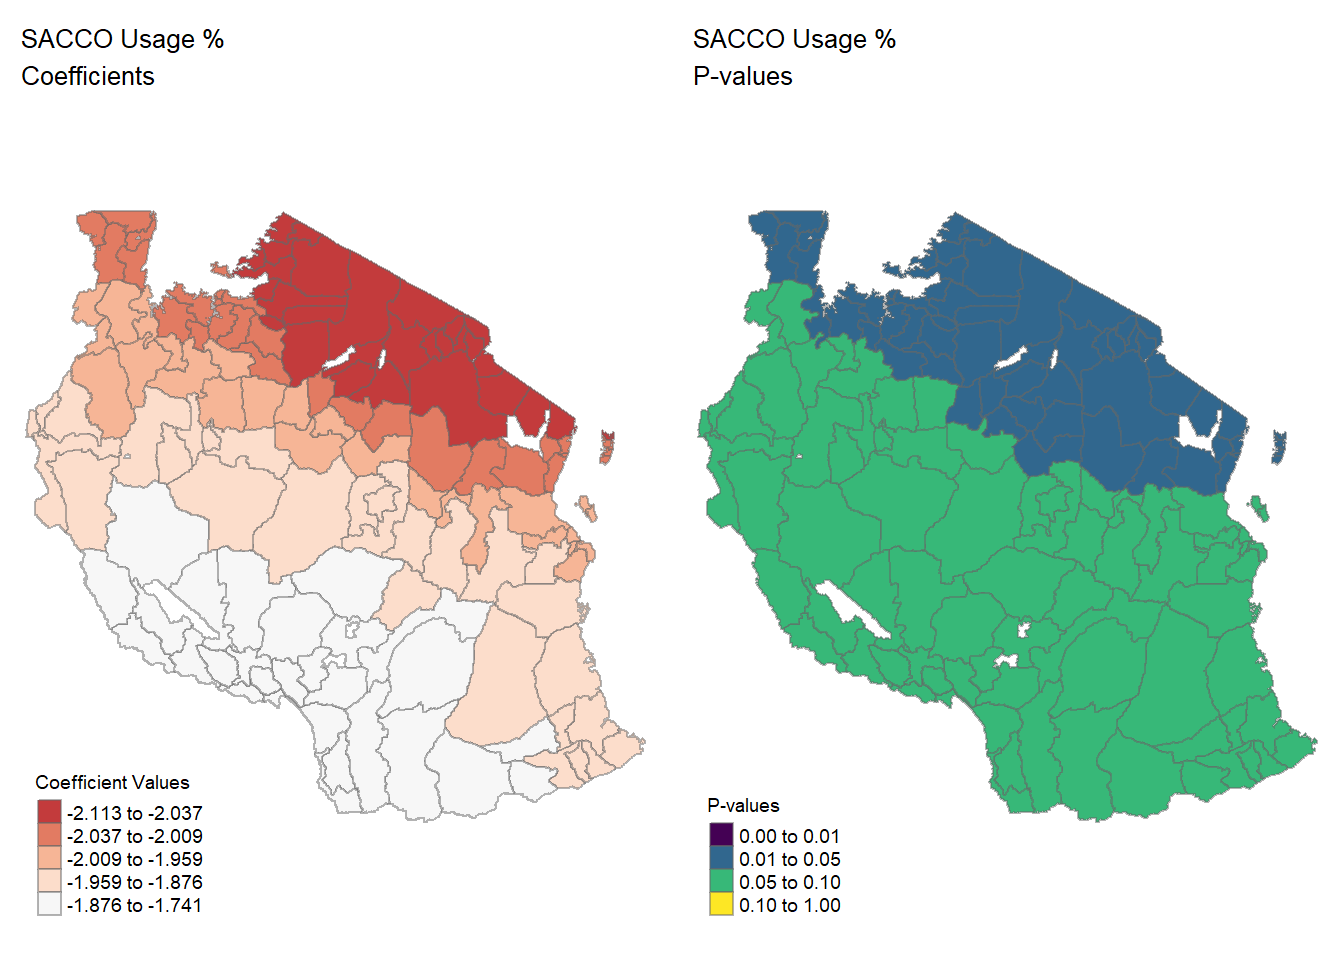 SACCO Usage %
Coefficients
SACCO Usage %
P-values
Coefficient Values
-2.113 to -2.037
-2.037 to -2.009
-2.009 to -1.959
-1.959 to -1.876
-1.876 to -1.741
P-values
0.00 to 0.01
0.01 to 0.05
0.05 to 0.10
0.10 to 1.00